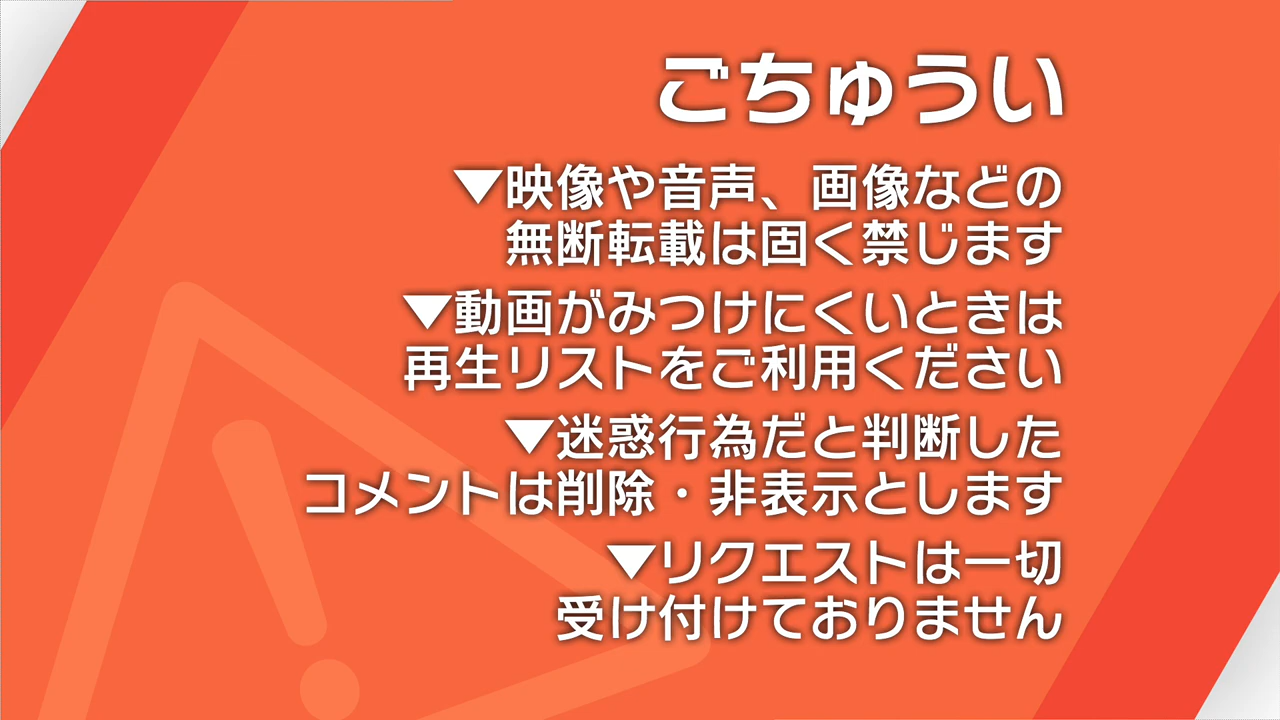 ごちゅうい
▼映像や音声、画像などの
無断転載は固く禁じます
▼動画がみつけにくいときは
再生リストをご利用ください
▼迷惑行為だと判断した
コメントは削除・非表示とします
▼リクエストは一切
受け付けておりません